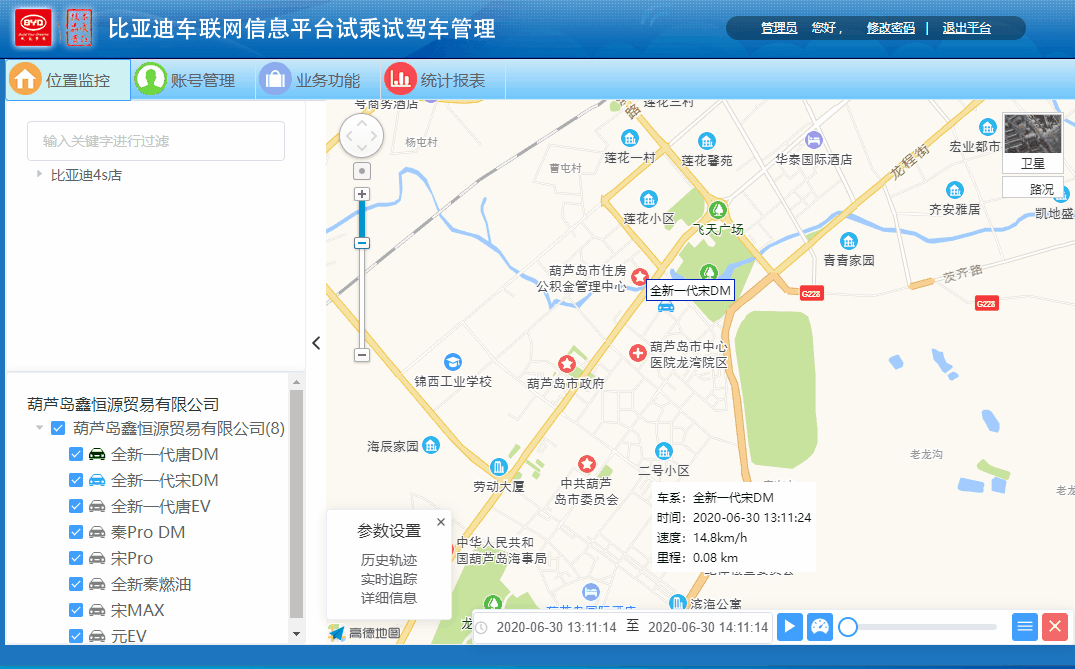 BYD
比亚迪车联网信息平台试乘试驾车管理
管理员 您好， 修改密码 | 退出平台
位置监控
账号管理
业务功能
统计报表
输入关键字进行过滤
比亚迪4s店
葫芦岛鑫恒源贸易有限公司
葫芦岛鑫恒源贸易有限公司(8)
全新一代唐DM
全新一代宋DM
全新一代唐EV
秦Pro DM
宋Pro
全新秦燃油
宋MAX
元EV
号商务酒店
莲花三村
路
杨屯村
曹屯村
莲花一村
莲花馨苑
华泰国际酒店
龙程街
宏业都市
卫星
路况
凯地盛
齐安雅居
莲花小区
飞天广场
青青家园
茨齐路
葫芦岛市住房
公积金管理中心
全新一代宋DM
G228
G228
葫芦岛市中心
医院龙湾院区
锦西工业学校
葫芦岛市政府
海辰家园
劳动大厦
中共葫芦
岛市委员会
二号小区
老龙沟
老龙
车系：全新一代宋DM
时间：2020-06-30 13:11:24
速度：14.8km/h
里程：0.08 km
参数设置
历史轨迹
实时追踪
详细信息
中华人民共和
国葫芦岛海事局
葫芦岛国际酒店
滨海公寓
龙
高德地图
2020-06-30 13:11:14 至 2020-06-30 14:11:14